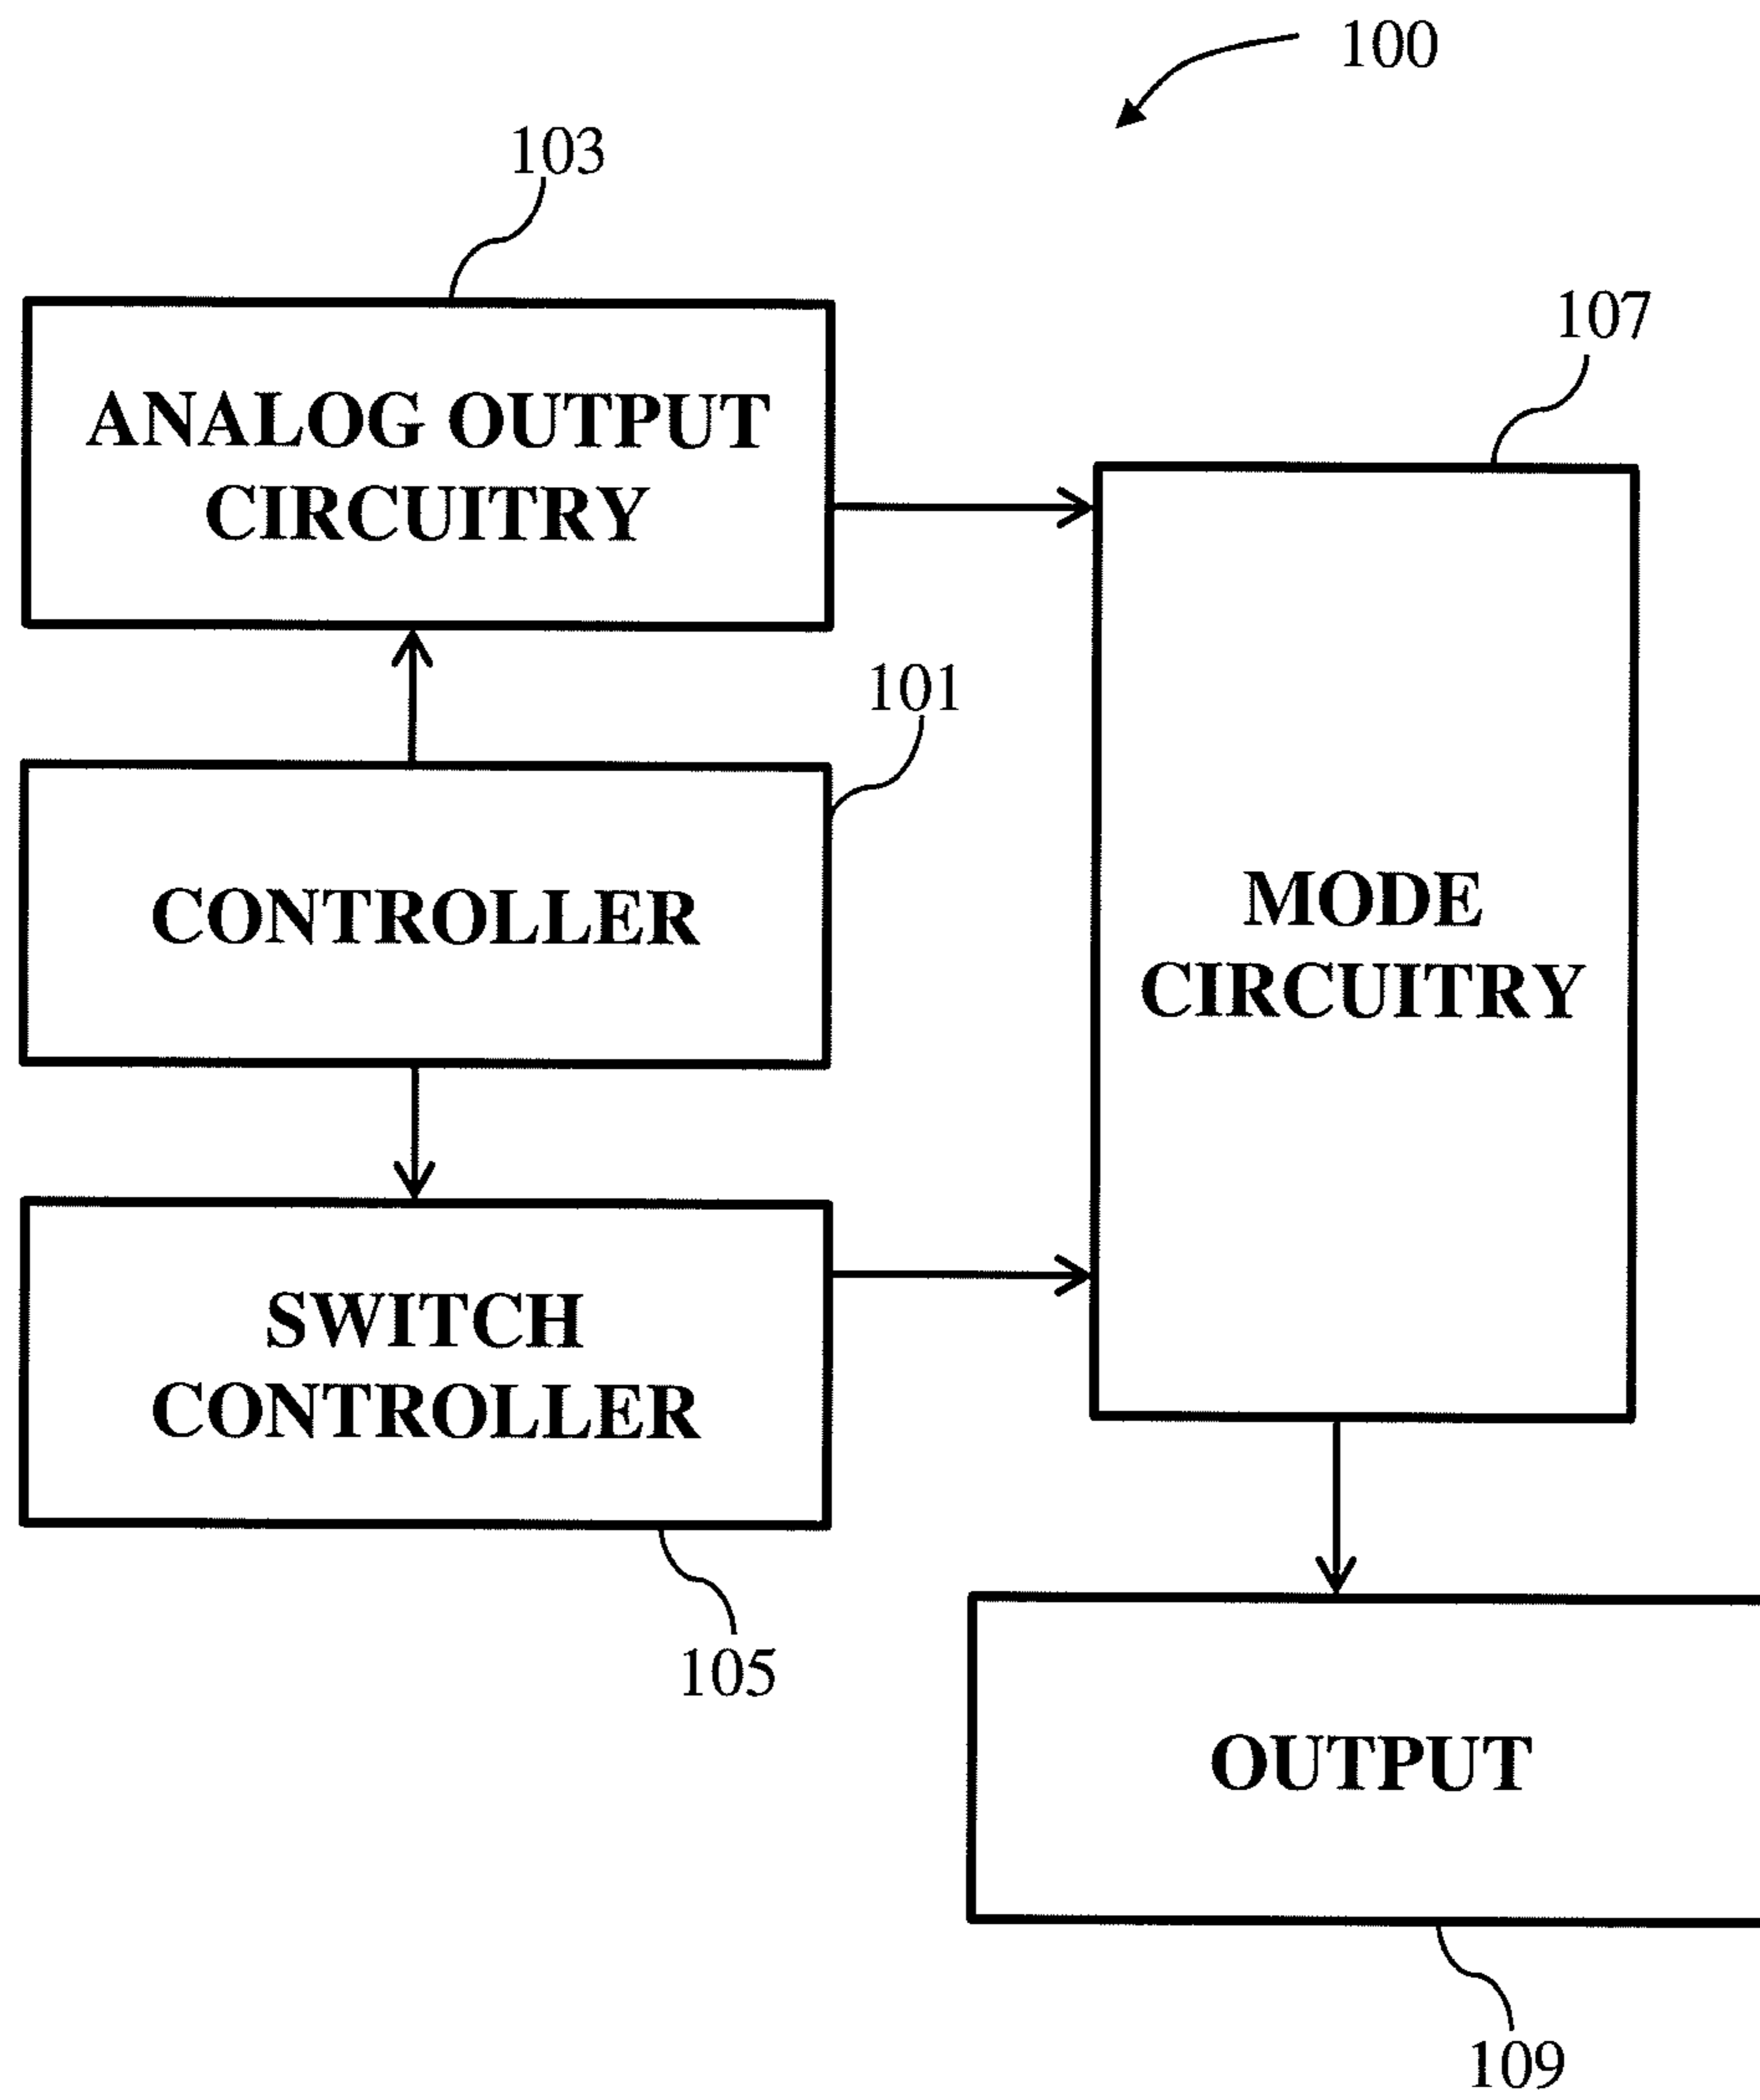 100
103
107
ANALOG OUTPUT
CIRCUITRY
101
CONTROLLER
MODE
CIRCUITRY
SWITCH
CONTROLLER
105
OUTPUT
109